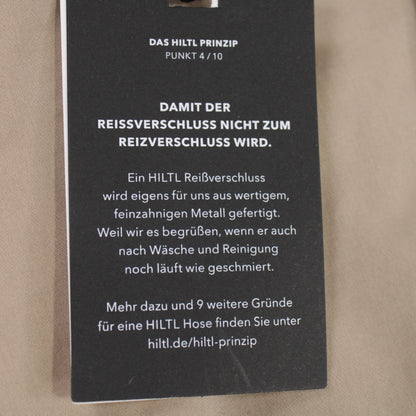 DAS HILTL PRINZIP
PUNKT 4 / 10
DAMIT DER
REISSVERSCHLUSS NICHT ZUM
REIZVERSCHLUSS WIRD.
Ein HILTL Reißverschluss
wird eigens für uns aus wertigem,
feinzahnigen Metall gefertigt.
Weil wir es begrüßen, wenn er auch
nach Wäsche und Reinigung
noch läuft wie geschmiert.
Mehr dazu und 9 weitere Gründe
für eine HILTL Hose finden Sie unter
hiltl.de/hiltl-prinzip